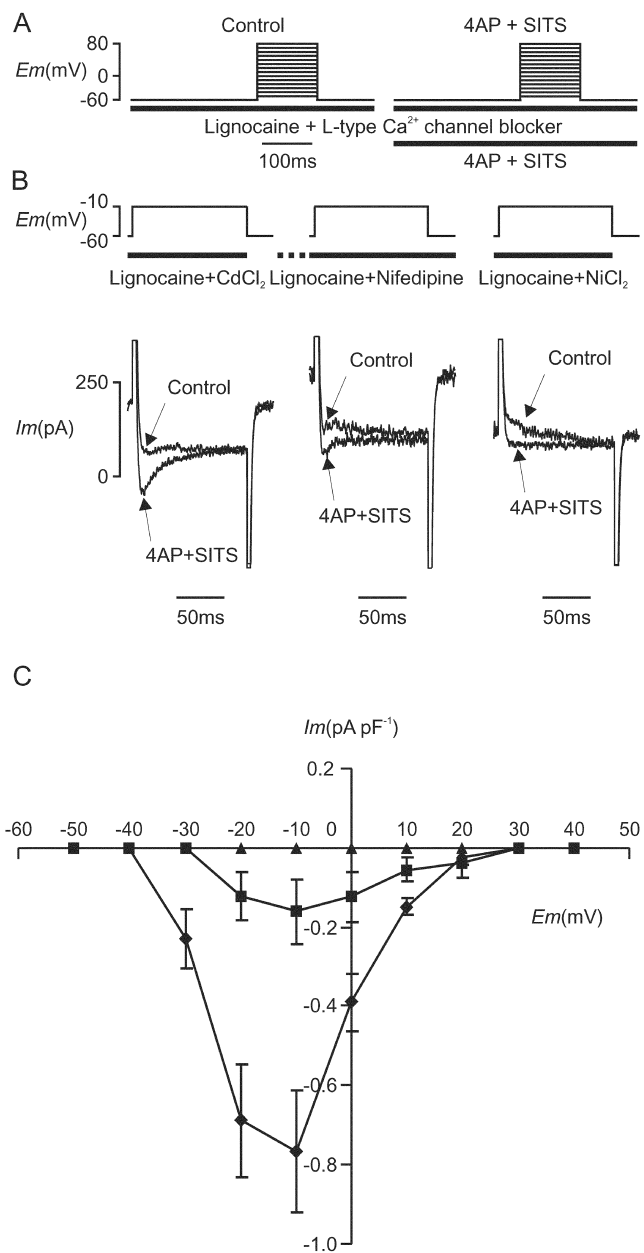 A
Control
4AP + SITS
80
Em(mV)
0
-60
Lignocaine + L-type Ca²⁺ channel blocker
100ms
4AP + SITS
B
-10
Em(mV)
-60
Lignocaine+CdCl₂ Lignocaine+Nifedipine Lignocaine+NiCl₂
250
Control
Control
Control
Im(pA)
0
4AP+SITS
4AP+SITS
4AP+SITS
50ms
50ms
50ms
C
Im(pA pF⁻¹)
0.2
-60 -50 -40 -30 -20 -10 0 10 20 30 40 50
Em(mV)
-0.2
-0.4
-0.6
-0.8
-1.0